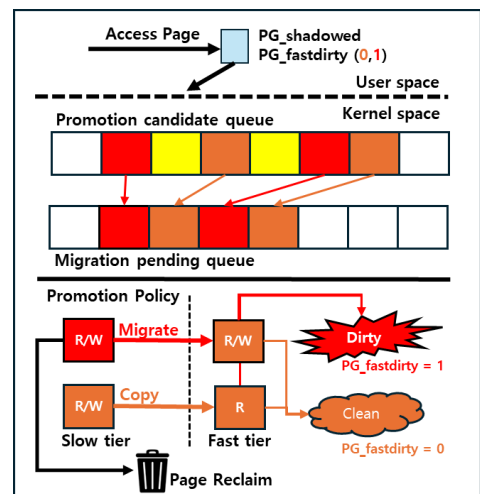 Access Page
PG_shadowed
PG_fastdirty (0,1)
User space
Kernel space
Promotion candidate queue
Migration pending queue
Promotion Policy
R/W
Migrate
R/W
Dirty
PG_fastdirty = 1
R/W
Copy
R
Clean
Slow tier
Fast tier
PG_fastdirty = 0
Page Reclaim